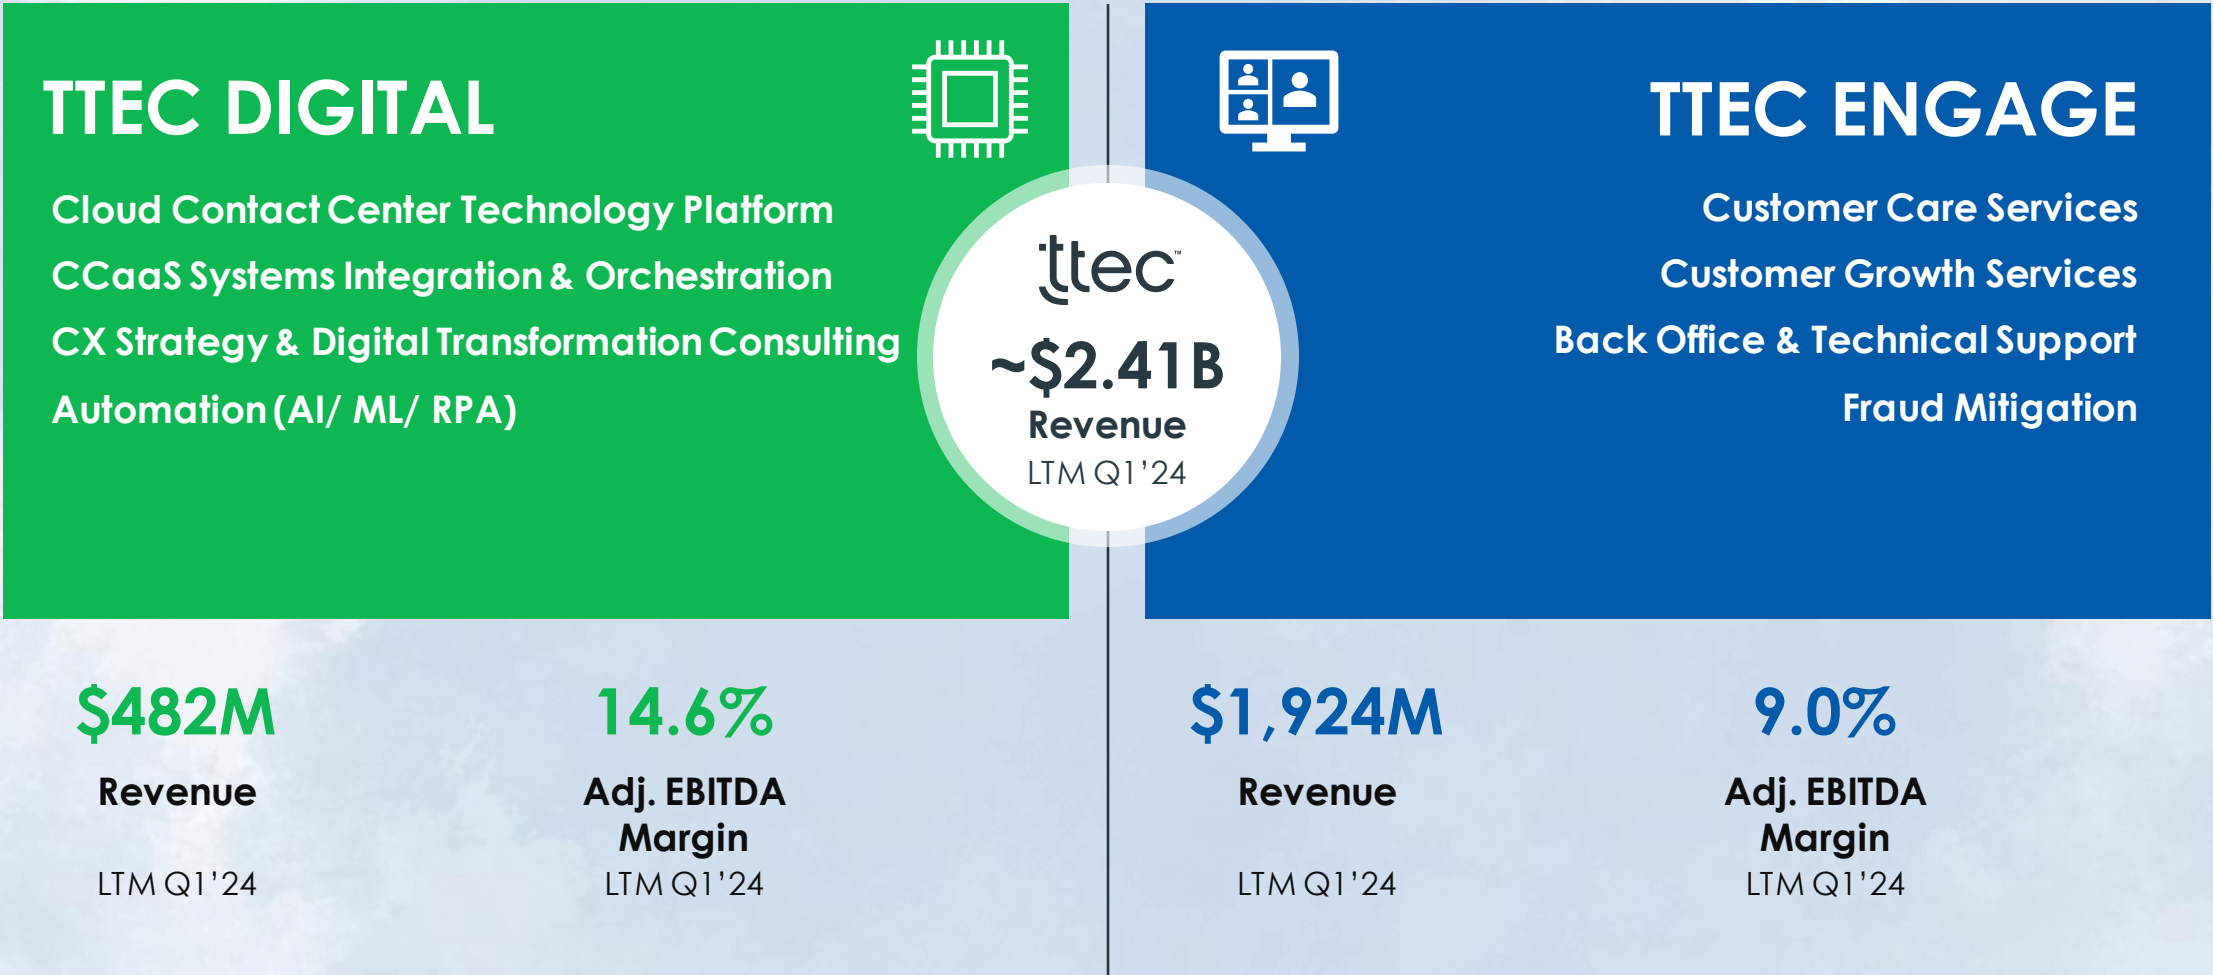 TTEC DIGITAL
Cloud Contact Center Technology Platform
CCaaS Systems Integration & Orchestration
CX Strategy & Digital Transformation Consulting
Automation (AI/ ML/ RPA)
ttec™
~$2.41B
Revenue
LTM Q1’24
TTEC ENGAGE
Customer Care Services
Customer Growth Services
Back Office & Technical Support
Fraud Mitigation
$482M
Revenue
LTM Q1’24
14.6%
Adj. EBITDA
Margin
LTM Q1’24
$1,924M
Revenue
LTM Q1’24
9.0%
Adj. EBITDA
Margin
LTM Q1’24